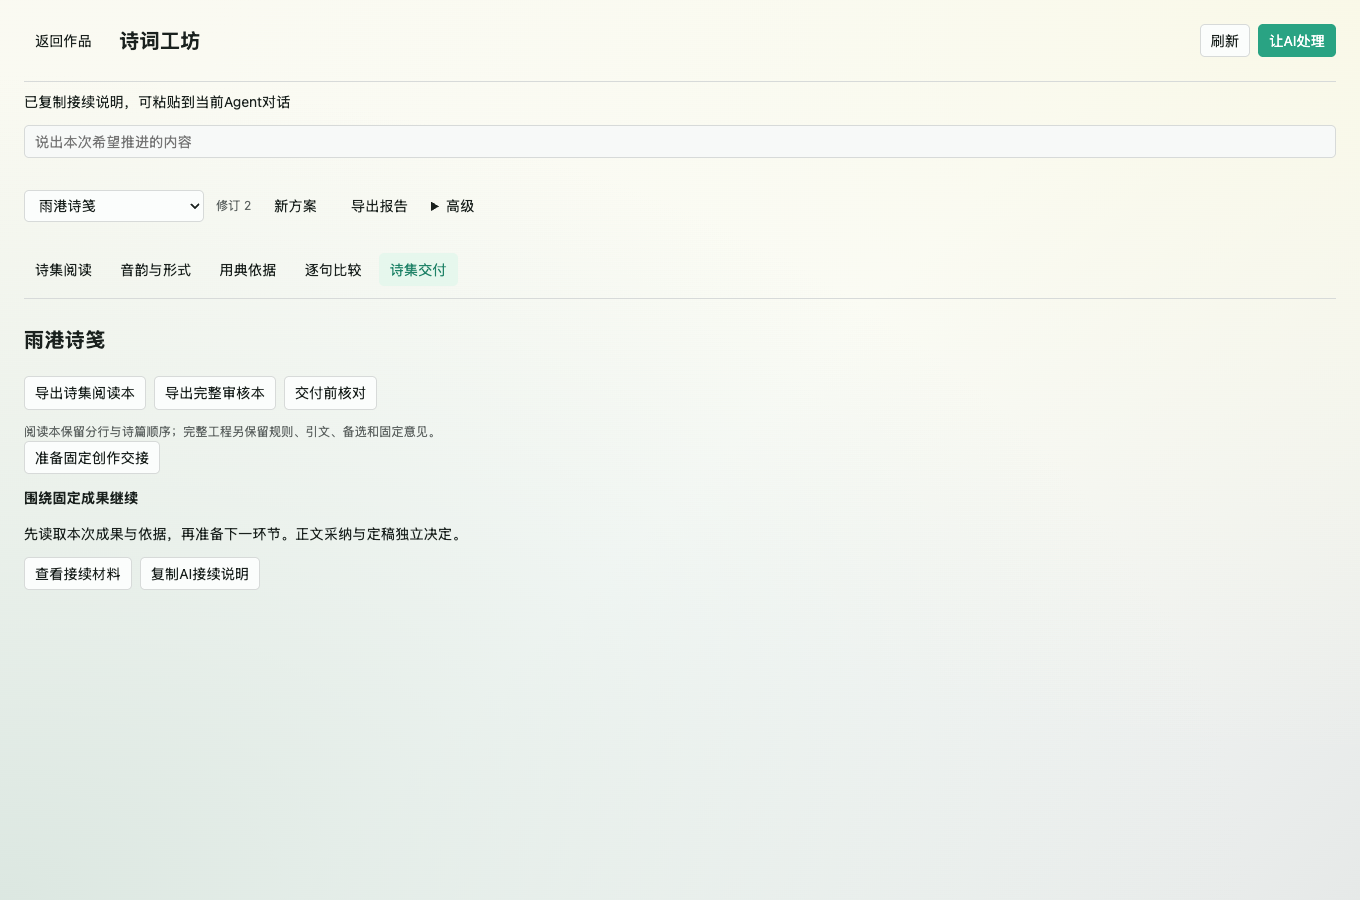 返回作品 诗词工坊 刷新 让AI处理
已复制接续说明，可粘贴到当前Agent对话
说出本次希望推进的内容
雨港诗笺 修订 2 新方案 导出报告 ▶ 高级
诗集阅读 音韵与形式 用典依据 逐句比较 诗集交付
雨港诗笺
导出诗集阅读本 导出完整审核本 交付前核对
阅读本保留分行与诗篇顺序；完整工程另保留规则、引文、备选和固定意见。
准备固定创作交接
围绕固定成果继续
先读取本次成果与依据，再准备下一环节。正文采纳与定稿独立决定。
查看接续材料 复制AI接续说明